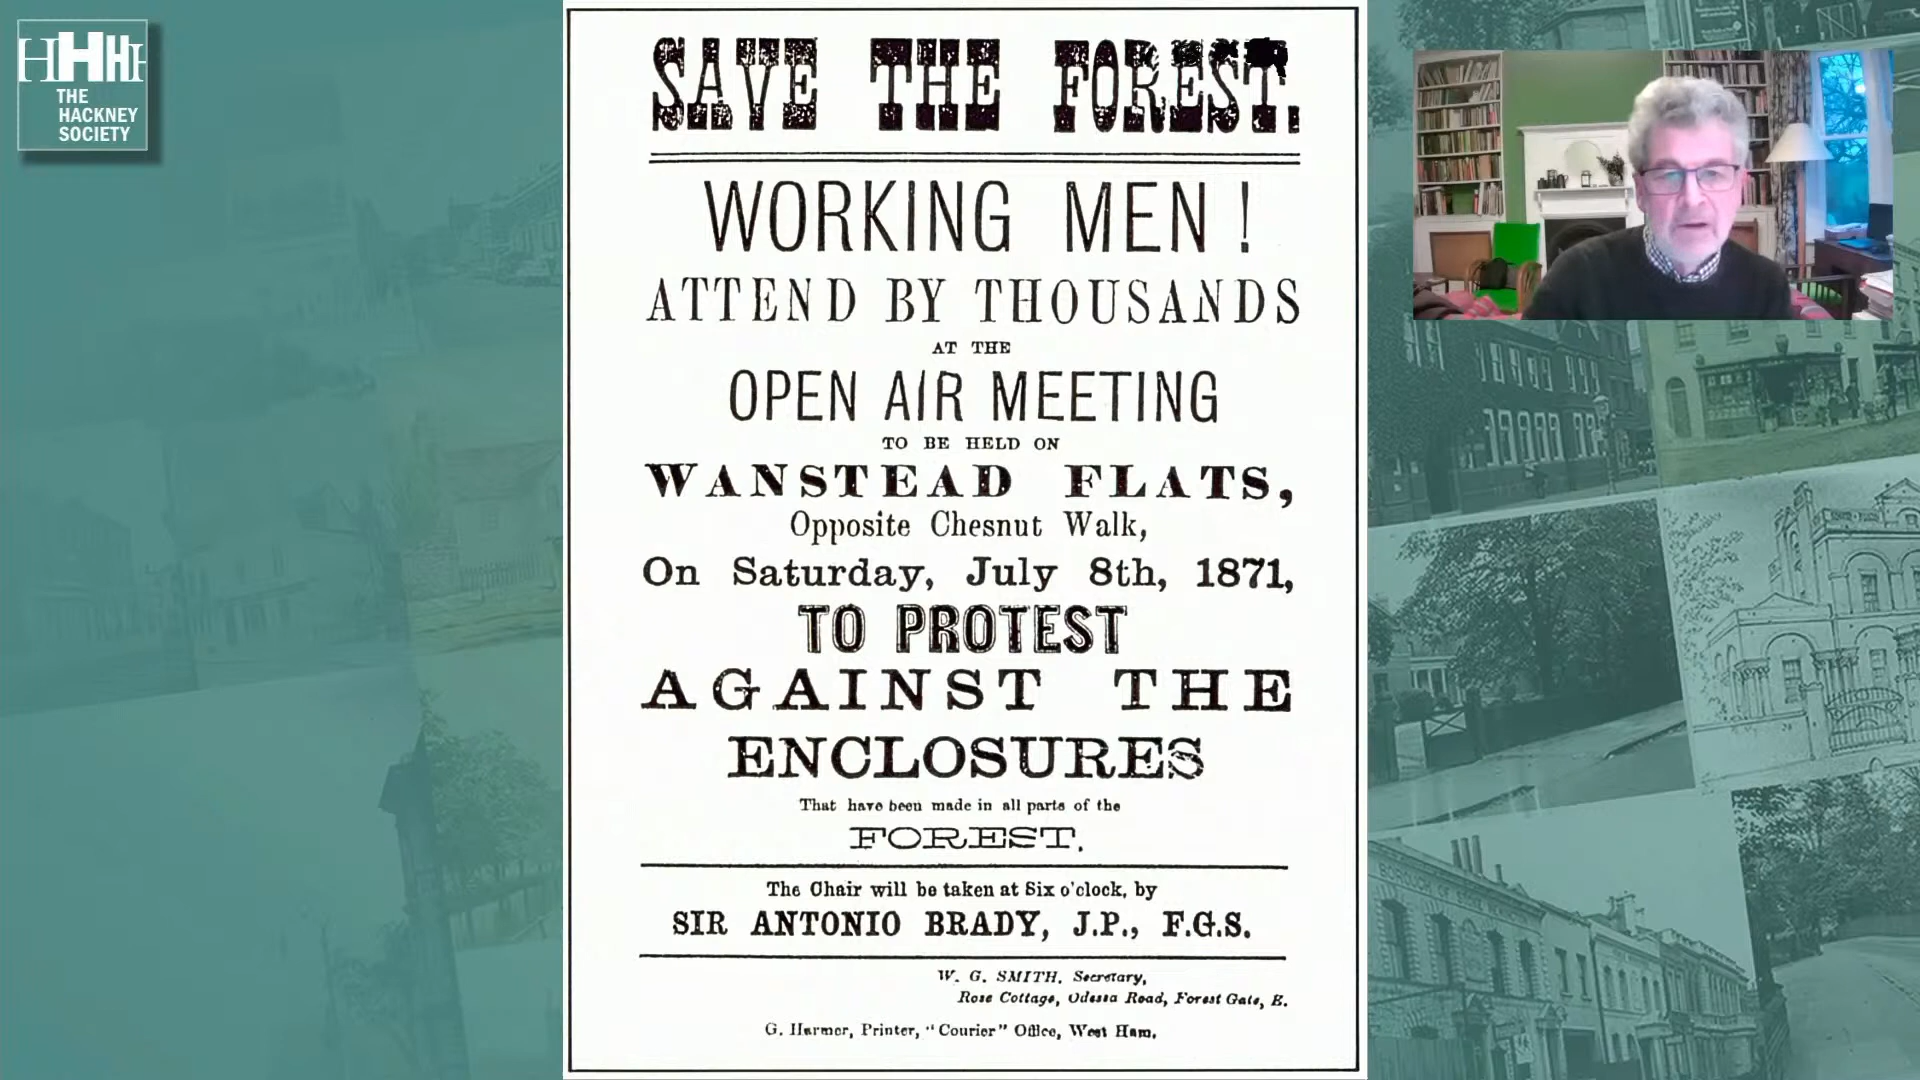 THE
HACKNEY
SOCIETY
SAVE THE FOREST.
WORKING MEN!
ATTEND BY THOUSANDS
AT THE
OPEN AIR MEETING
TO BE HELD ON
WANSTEAD FLATS,
Opposite Chesnut Walk,
On Saturday, July 8th, 1871,
TO PROTEST
AGAINST THE
ENCLOSURES
That have been made in all parts of the
FOREST.
The Chair will be taken at Six o'clock, by
SIR ANTONIO BRADY, J.P., F.G.S.
W. G. SMITH, Secretary,
Rose Cottage, Odessa Road, Forest Gate, E.
G. Harmer, Printer, "Courier" Office, West Ham.